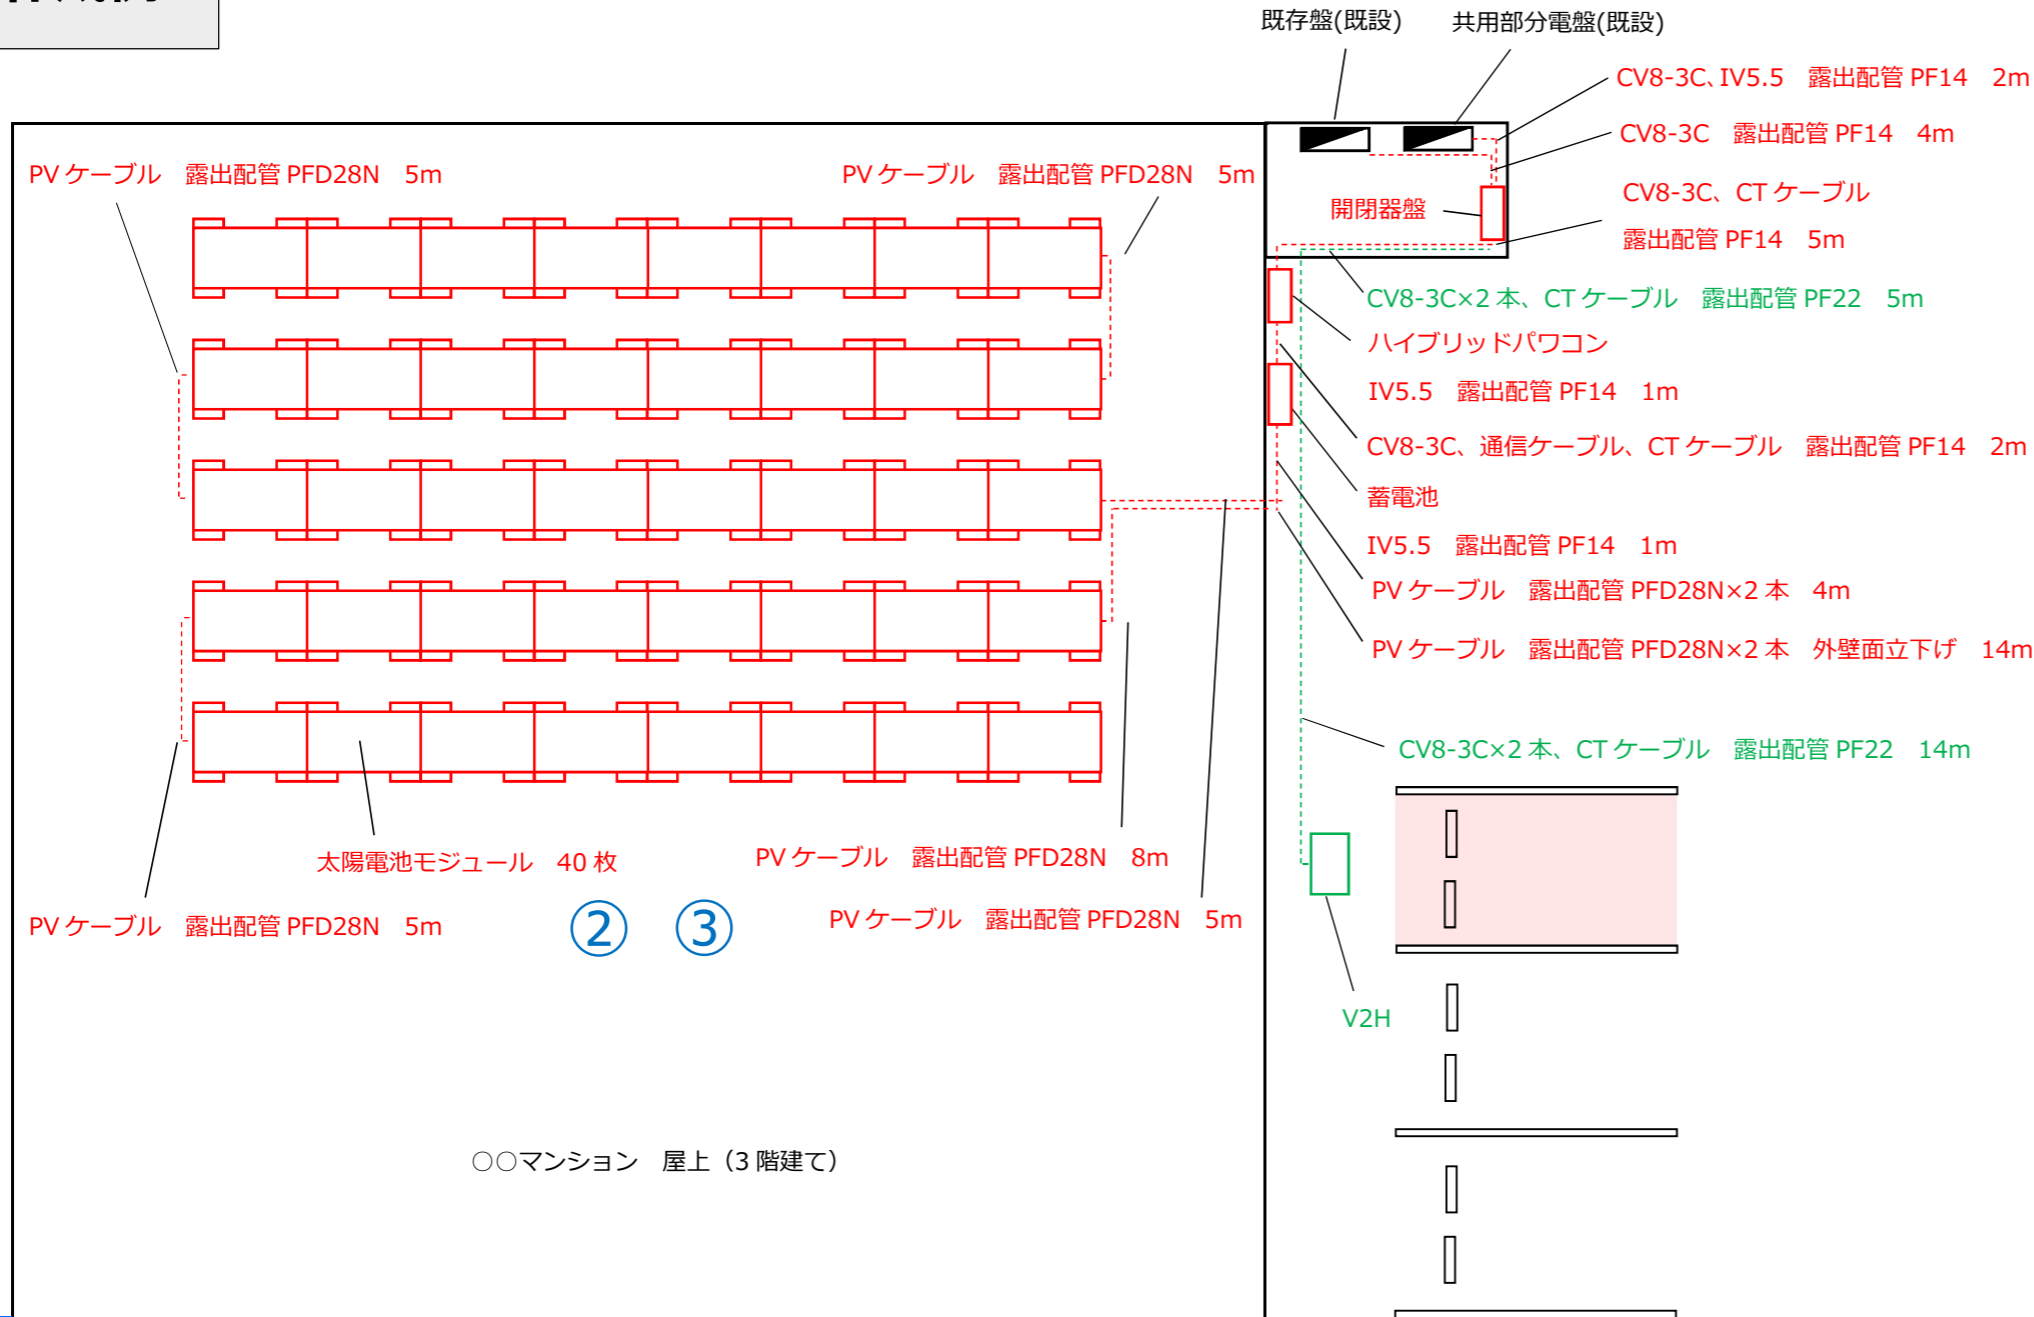 既存盤(既設)
共用部分電盤(既設)
CV8-3C、IV5.5　露出配管 PF14　2m
CV8-3C　露出配管 PF14　4m
PV ケーブル　露出配管 PFD28N　5m
PV ケーブル　露出配管 PFD28N　5m
CV8-3C、CT ケーブル
露出配管 PF14　5m
開閉器盤
CV8-3C×2 本、CT ケーブル　露出配管 PF22　5m
ハイブリッドパワコン
IV5.5　露出配管 PF14　1m
CV8-3C、通信ケーブル、CT ケーブル　露出配管 PF14　2m
蓄電池
IV5.5　露出配管 PF14　1m
PV ケーブル　露出配管 PFD28N×2 本　4m
PV ケーブル　露出配管 PFD28N×2 本　外壁面立下げ　14m
CV8-3C×2 本、CT ケーブル　露出配管 PF22　14m
太陽電池モジュール　40 枚
PV ケーブル　露出配管 PFD28N　8m
PV ケーブル　露出配管 PFD28N　5m
② ③
PV ケーブル　露出配管 PFD28N　5m
V2H
○○マンション　屋上（3 階建て）